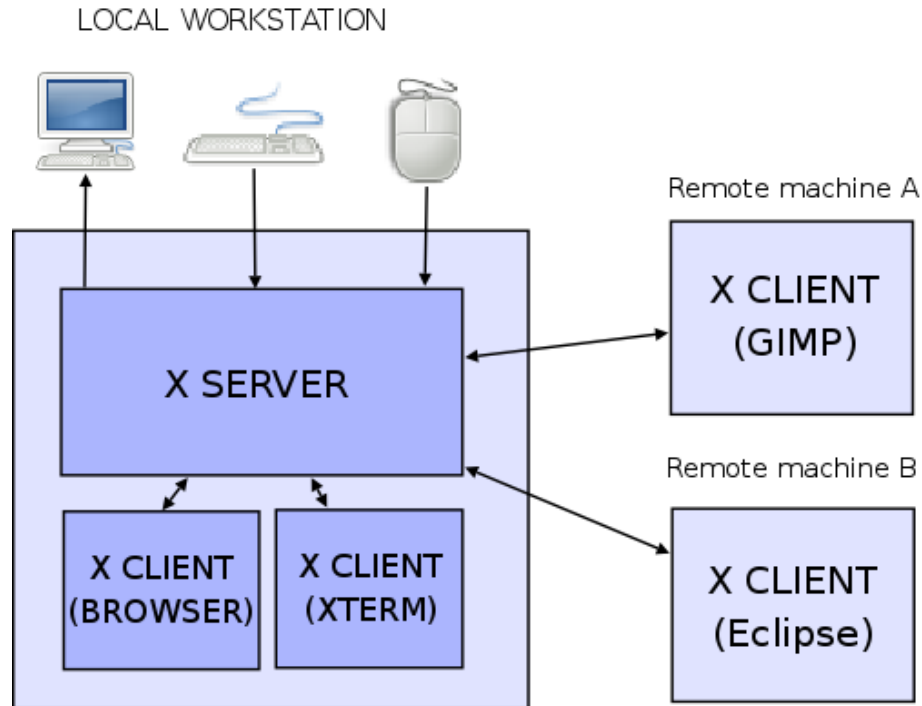 LOCAL WORKSTATION
Remote machine A
X CLIENT
(GIMP)
X SERVER
Remote machine B
X CLIENT
(BROWSER)
X CLIENT
(XTERM)
X CLIENT
(Eclipse)